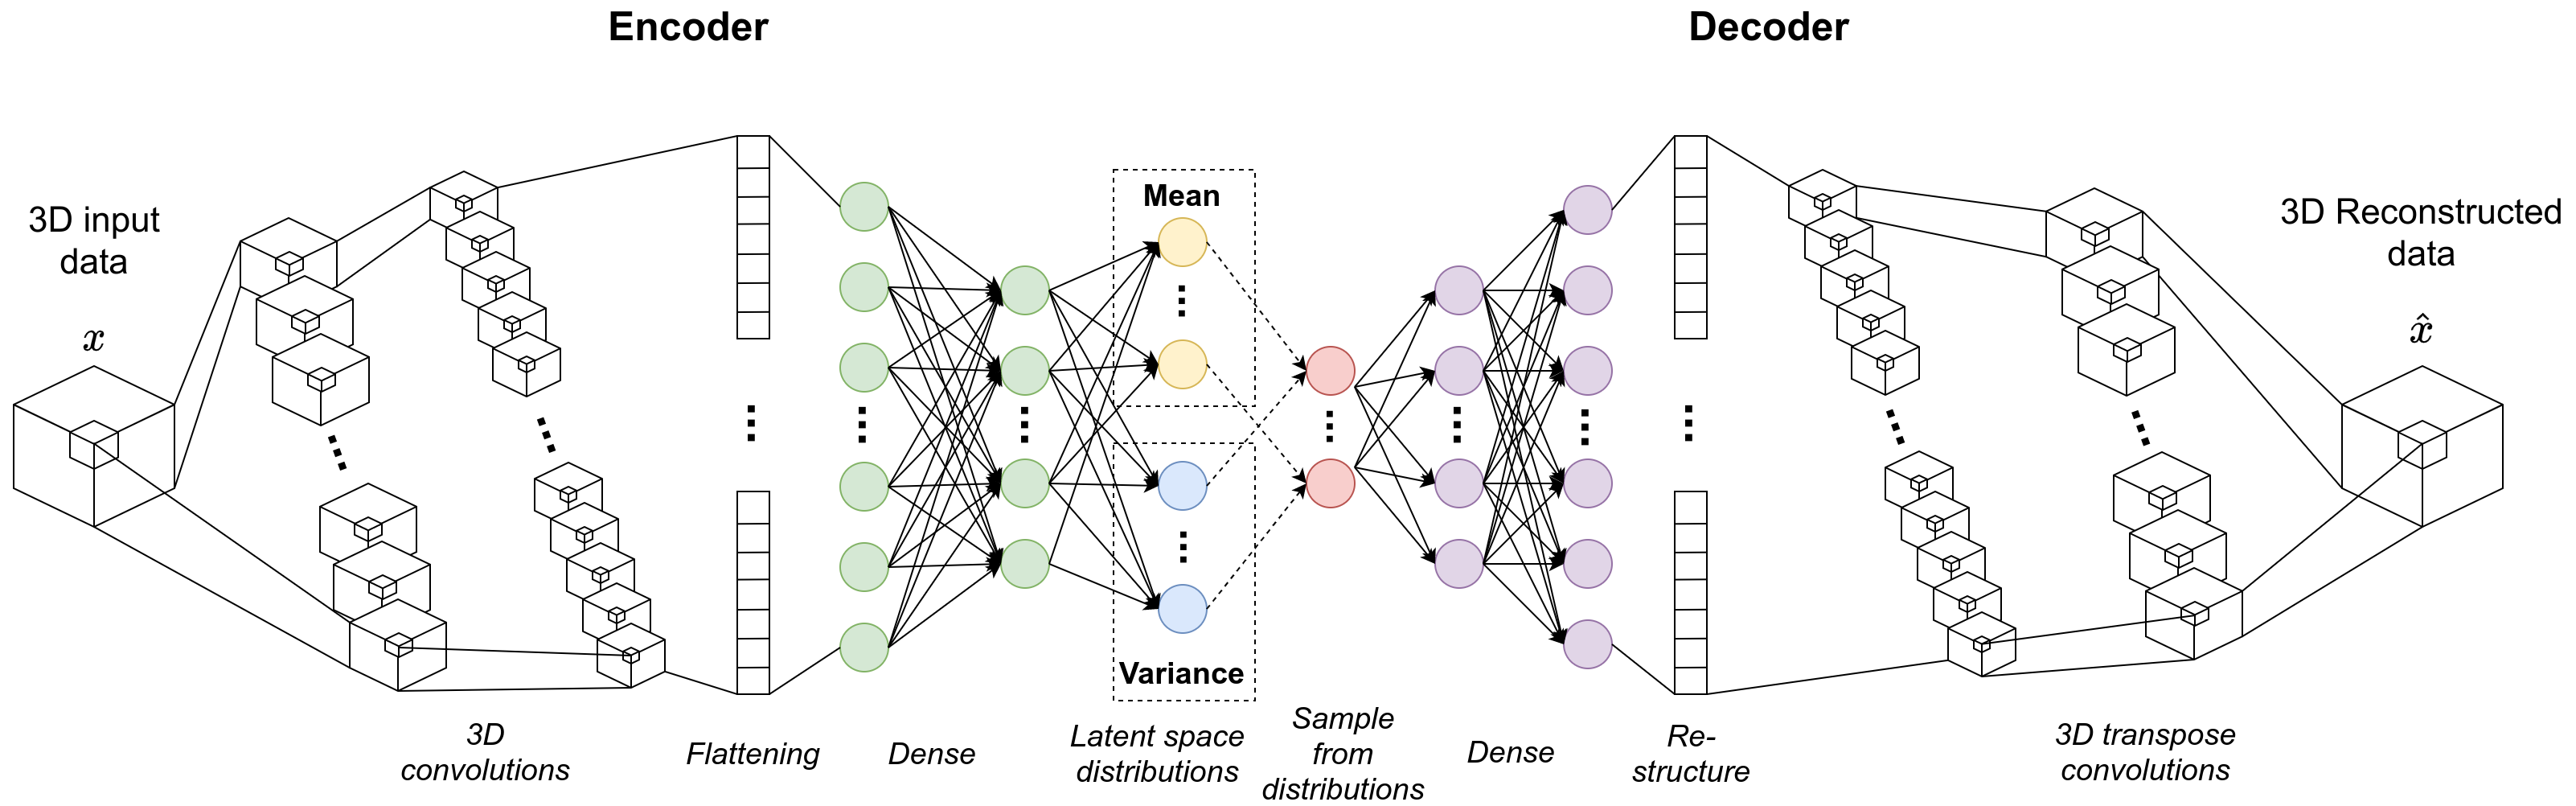 Encoder
Decoder
3D input
data
x
Mean
Variance
3D Reconstructed
data
x̂
3D
convolutions
Flattening
Dense
Latent space
distributions
Sample
from
distributions
Dense
Re-
structure
3D transpose
convolutions